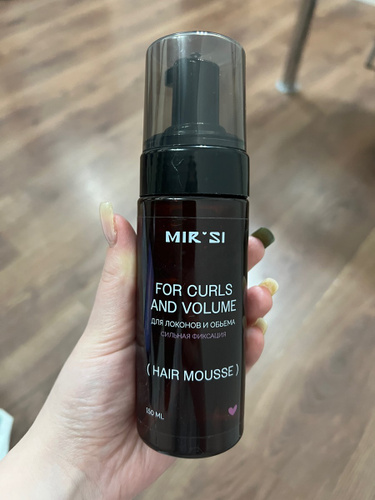 MIR˘SI
FOR CURLS
AND VOLUME
ДЛЯ ЛОКОНОВ И ОБЪЕМА
СИЛЬНАЯ ФИКСАЦИЯ
( HAIR MOUSSE )
150 ML